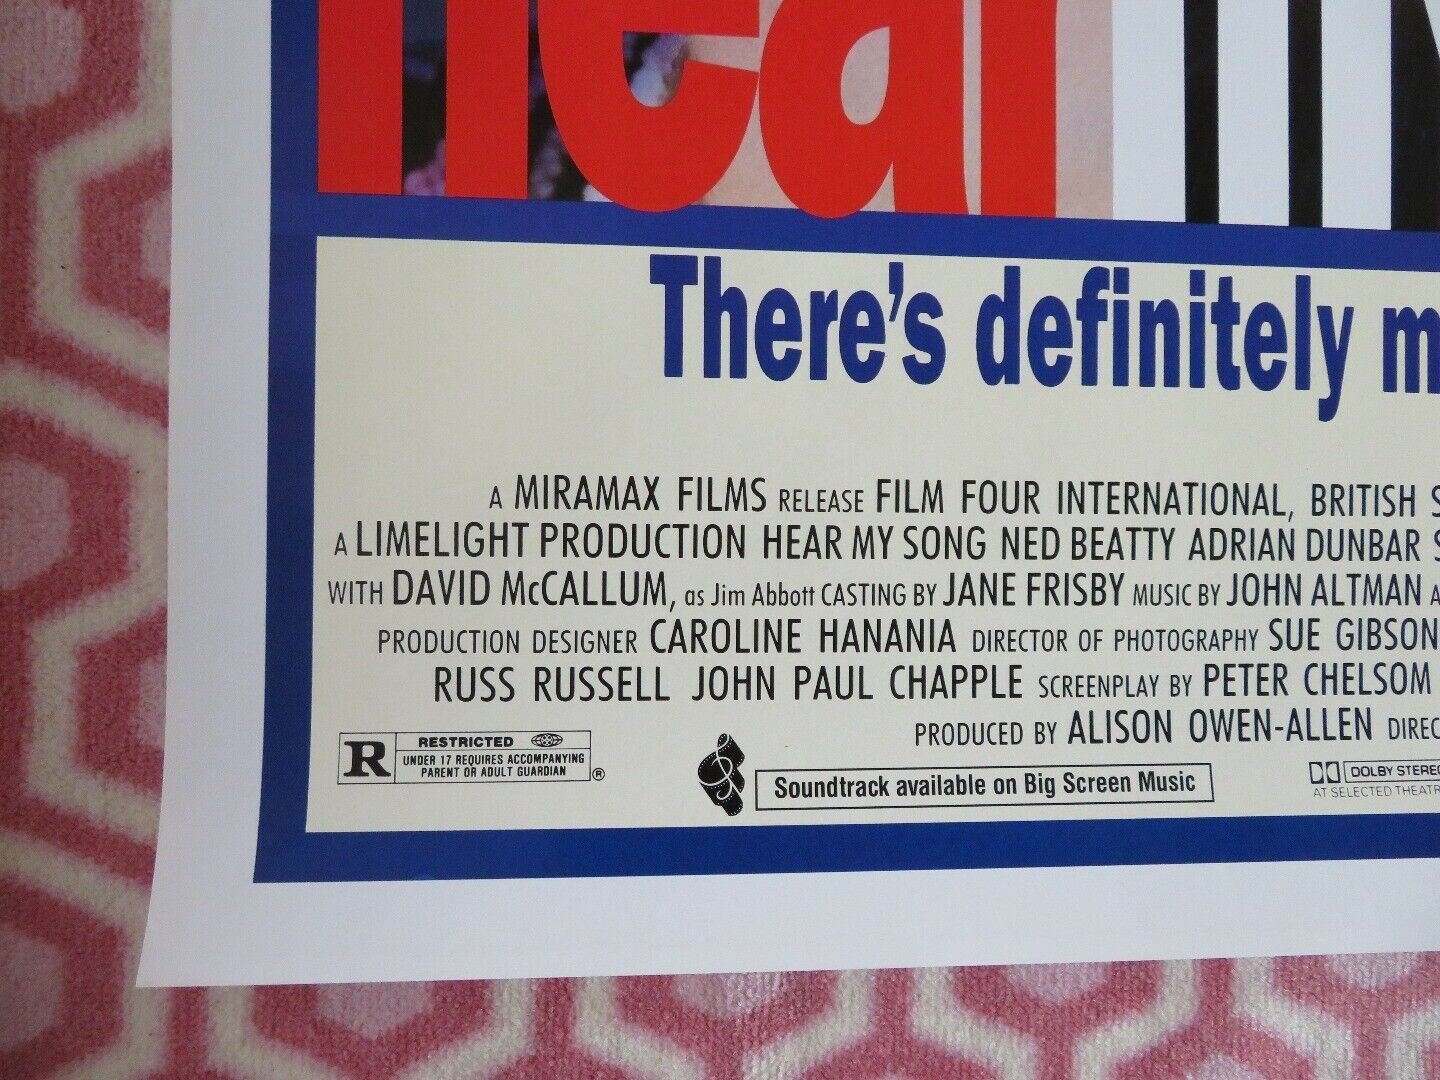 hear
There's definitely m
A MIRAMAX FILMS RELEASE FILM FOUR INTERNATIONAL, BRITISH S
A LIMELIGHT PRODUCTION HEAR MY SONG NED BEATTY ADRIAN DUNBAR S
WITH DAVID McCALLUM, as Jim Abbott CASTING BY JANE FRISBY MUSIC BY JOHN ALTMAN A
PRODUCTION DESIGNER CAROLINE HANANIA DIRECTOR OF PHOTOGRAPHY SUE GIBSON
RUSS RUSSELL JOHN PAUL CHAPPLE SCREENPLAY BY PETER CHELSOM
PRODUCED BY ALISON OWEN-ALLEN DIREC
R RESTRICTED
UNDER 17 REQUIRES ACCOMPANYING
PARENT OR ADULT GUARDIAN ®
Soundtrack available on Big Screen Music
DOLBY STEREO
AT SELECTED THEATR